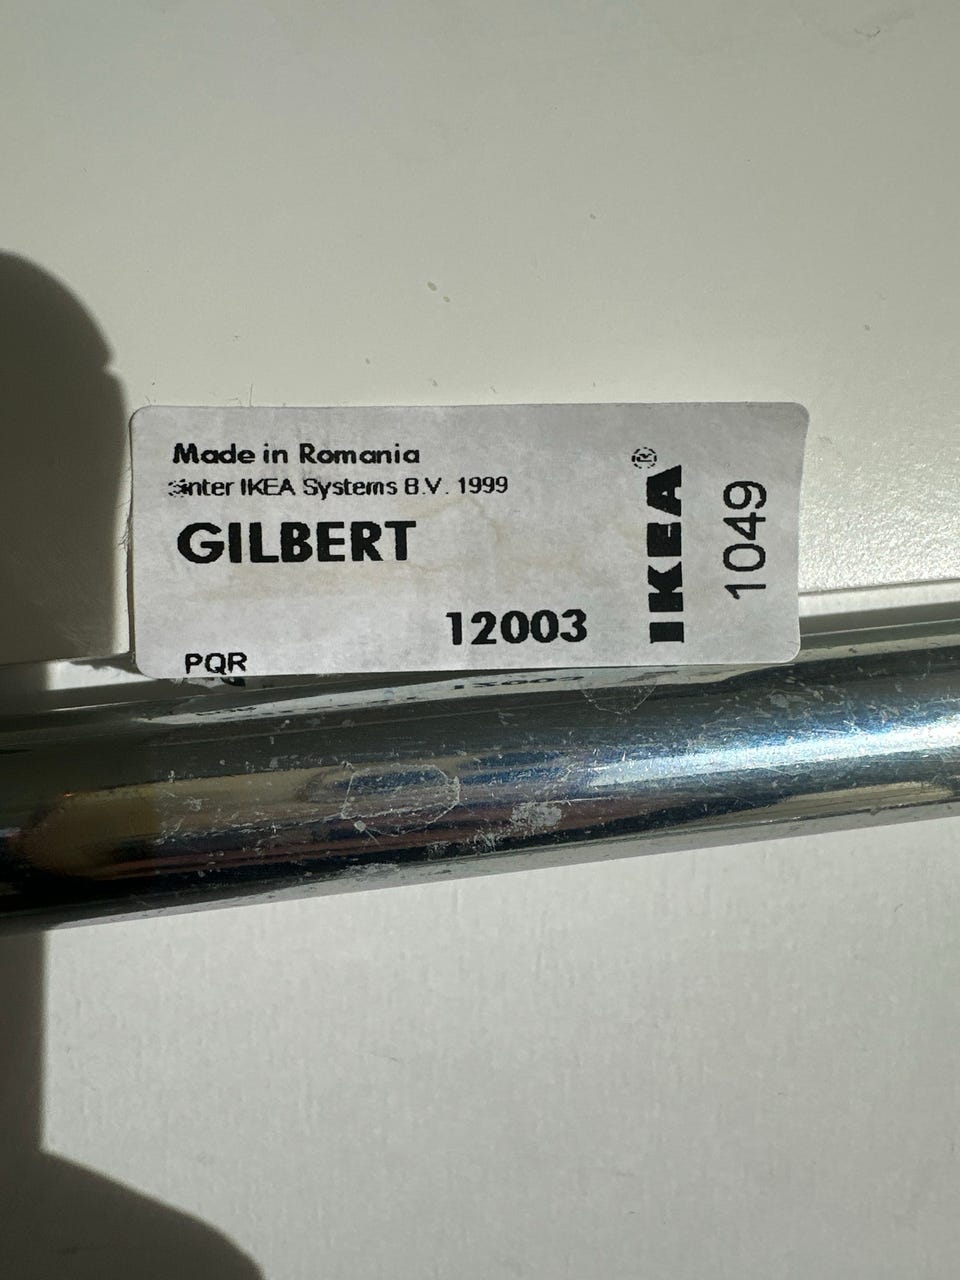 Made in Romania
Inter IKEA Systems B.V. 1999
GILBERT
12003
PQR
IKEA®
1049